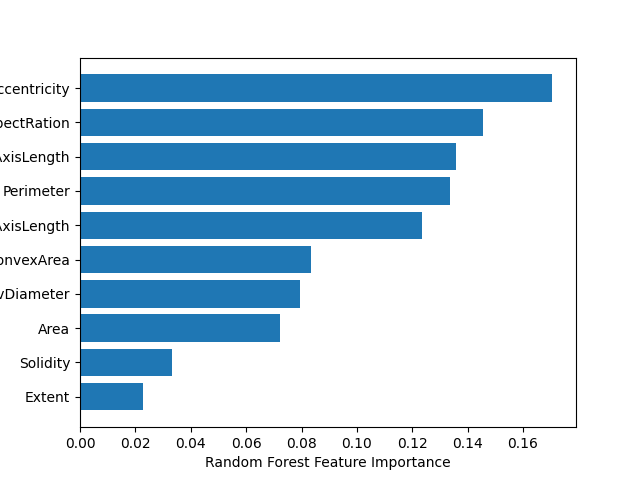 ccentricity
pectRation
AxisLength
Perimeter
AxisLength
onvexArea
vDiameter
Area
Solidity
Extent
0.00 0.02 0.04 0.06 0.08 0.10 0.12 0.14 0.16
Random Forest Feature Importance